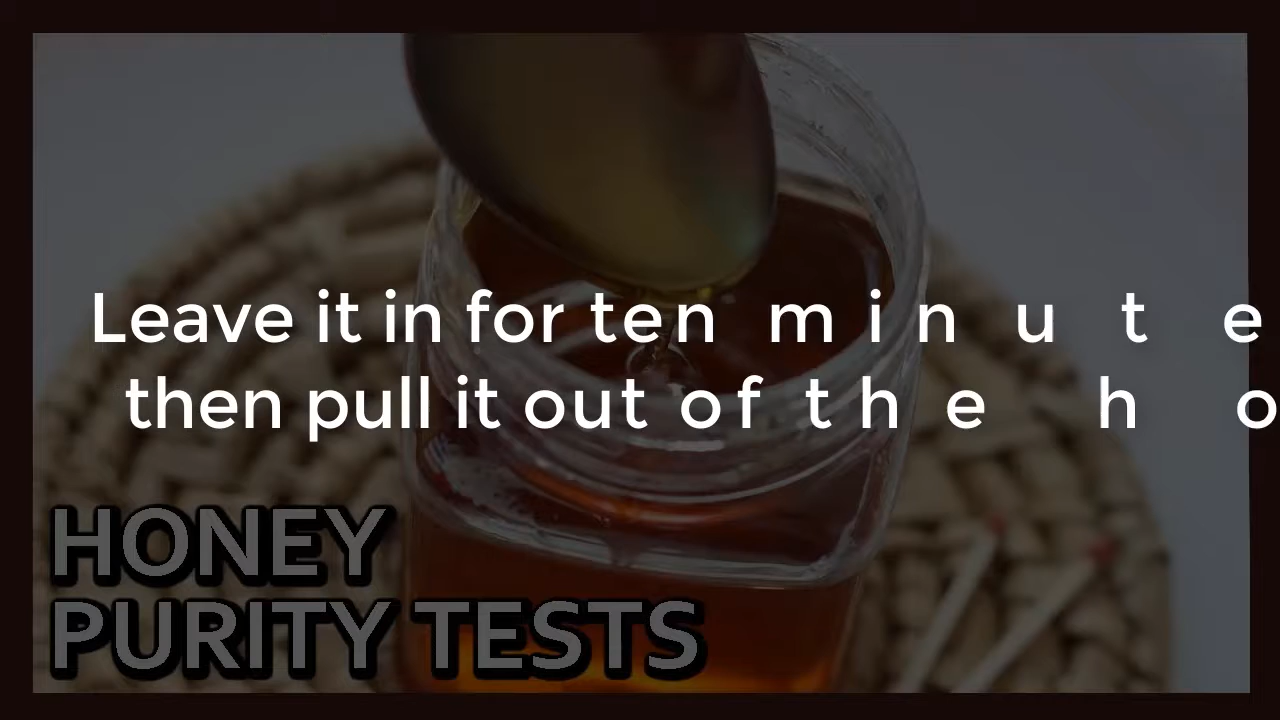 Leave it in for ten minute
then pull it out of the ho
HONEY
PURITY TESTS